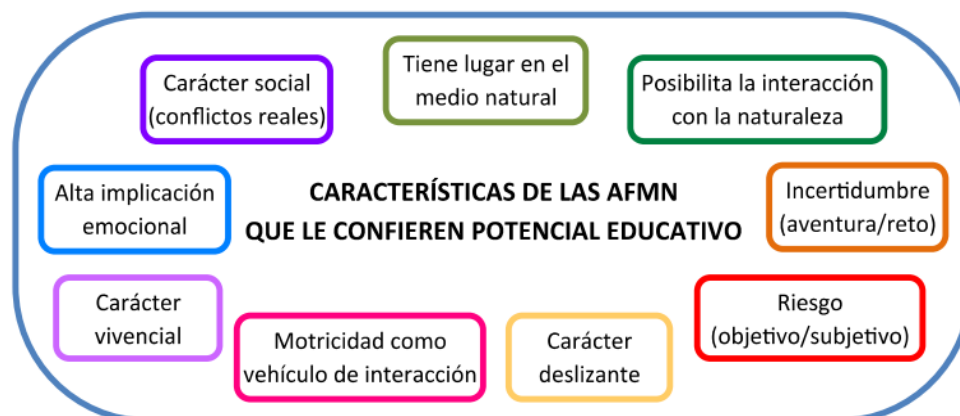 Carácter social
(conflictos reales)
Tiene lugar en el
medio natural
Posibilita la interacción
con la naturaleza
Alta implicación
emocional
CARACTERÍSTICAS DE LAS AFMN
QUE LE CONFIEREN POTENCIAL EDUCATIVO
Incertidumbre
(aventura/reto)
Carácter
vivencial
Motricidad como
vehículo de interacción
Carácter
deslizante
Riesgo
(objetivo/subjetivo)